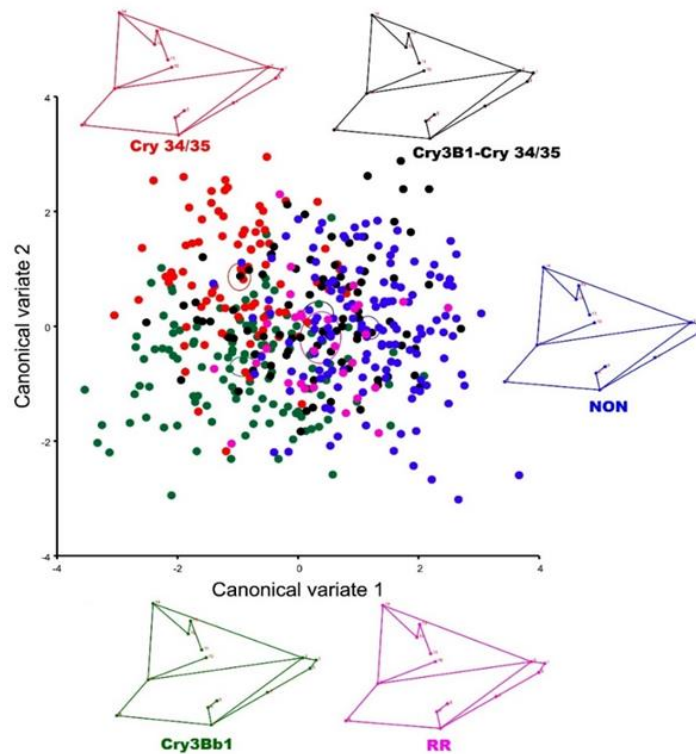 Cry 34/35
Cry3B1-Cry 34/35
4
2
0
-2
-4
Canonical variate 2
NON
-4
-2
0
2
4
Canonical variate 1
Cry3Bb1
RR